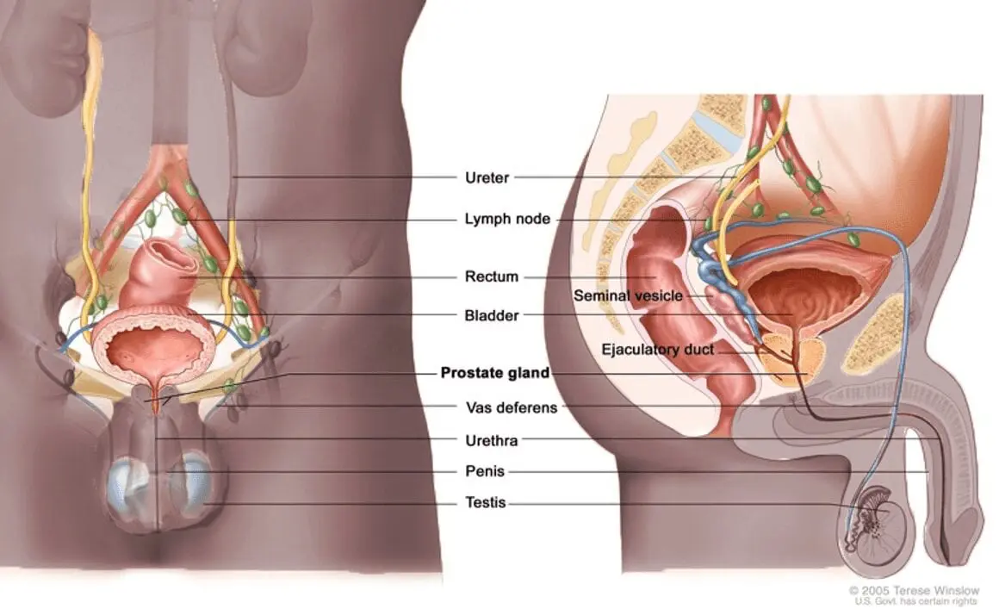 Ureter
Lymph node
Rectum
Seminal vesicle
Bladder
Ejaculatory duct
Prostate gland
Vas deferens
Urethra
Penis
Testis
© 2005 Terese Winslow
U.S. Govt. has certain rights